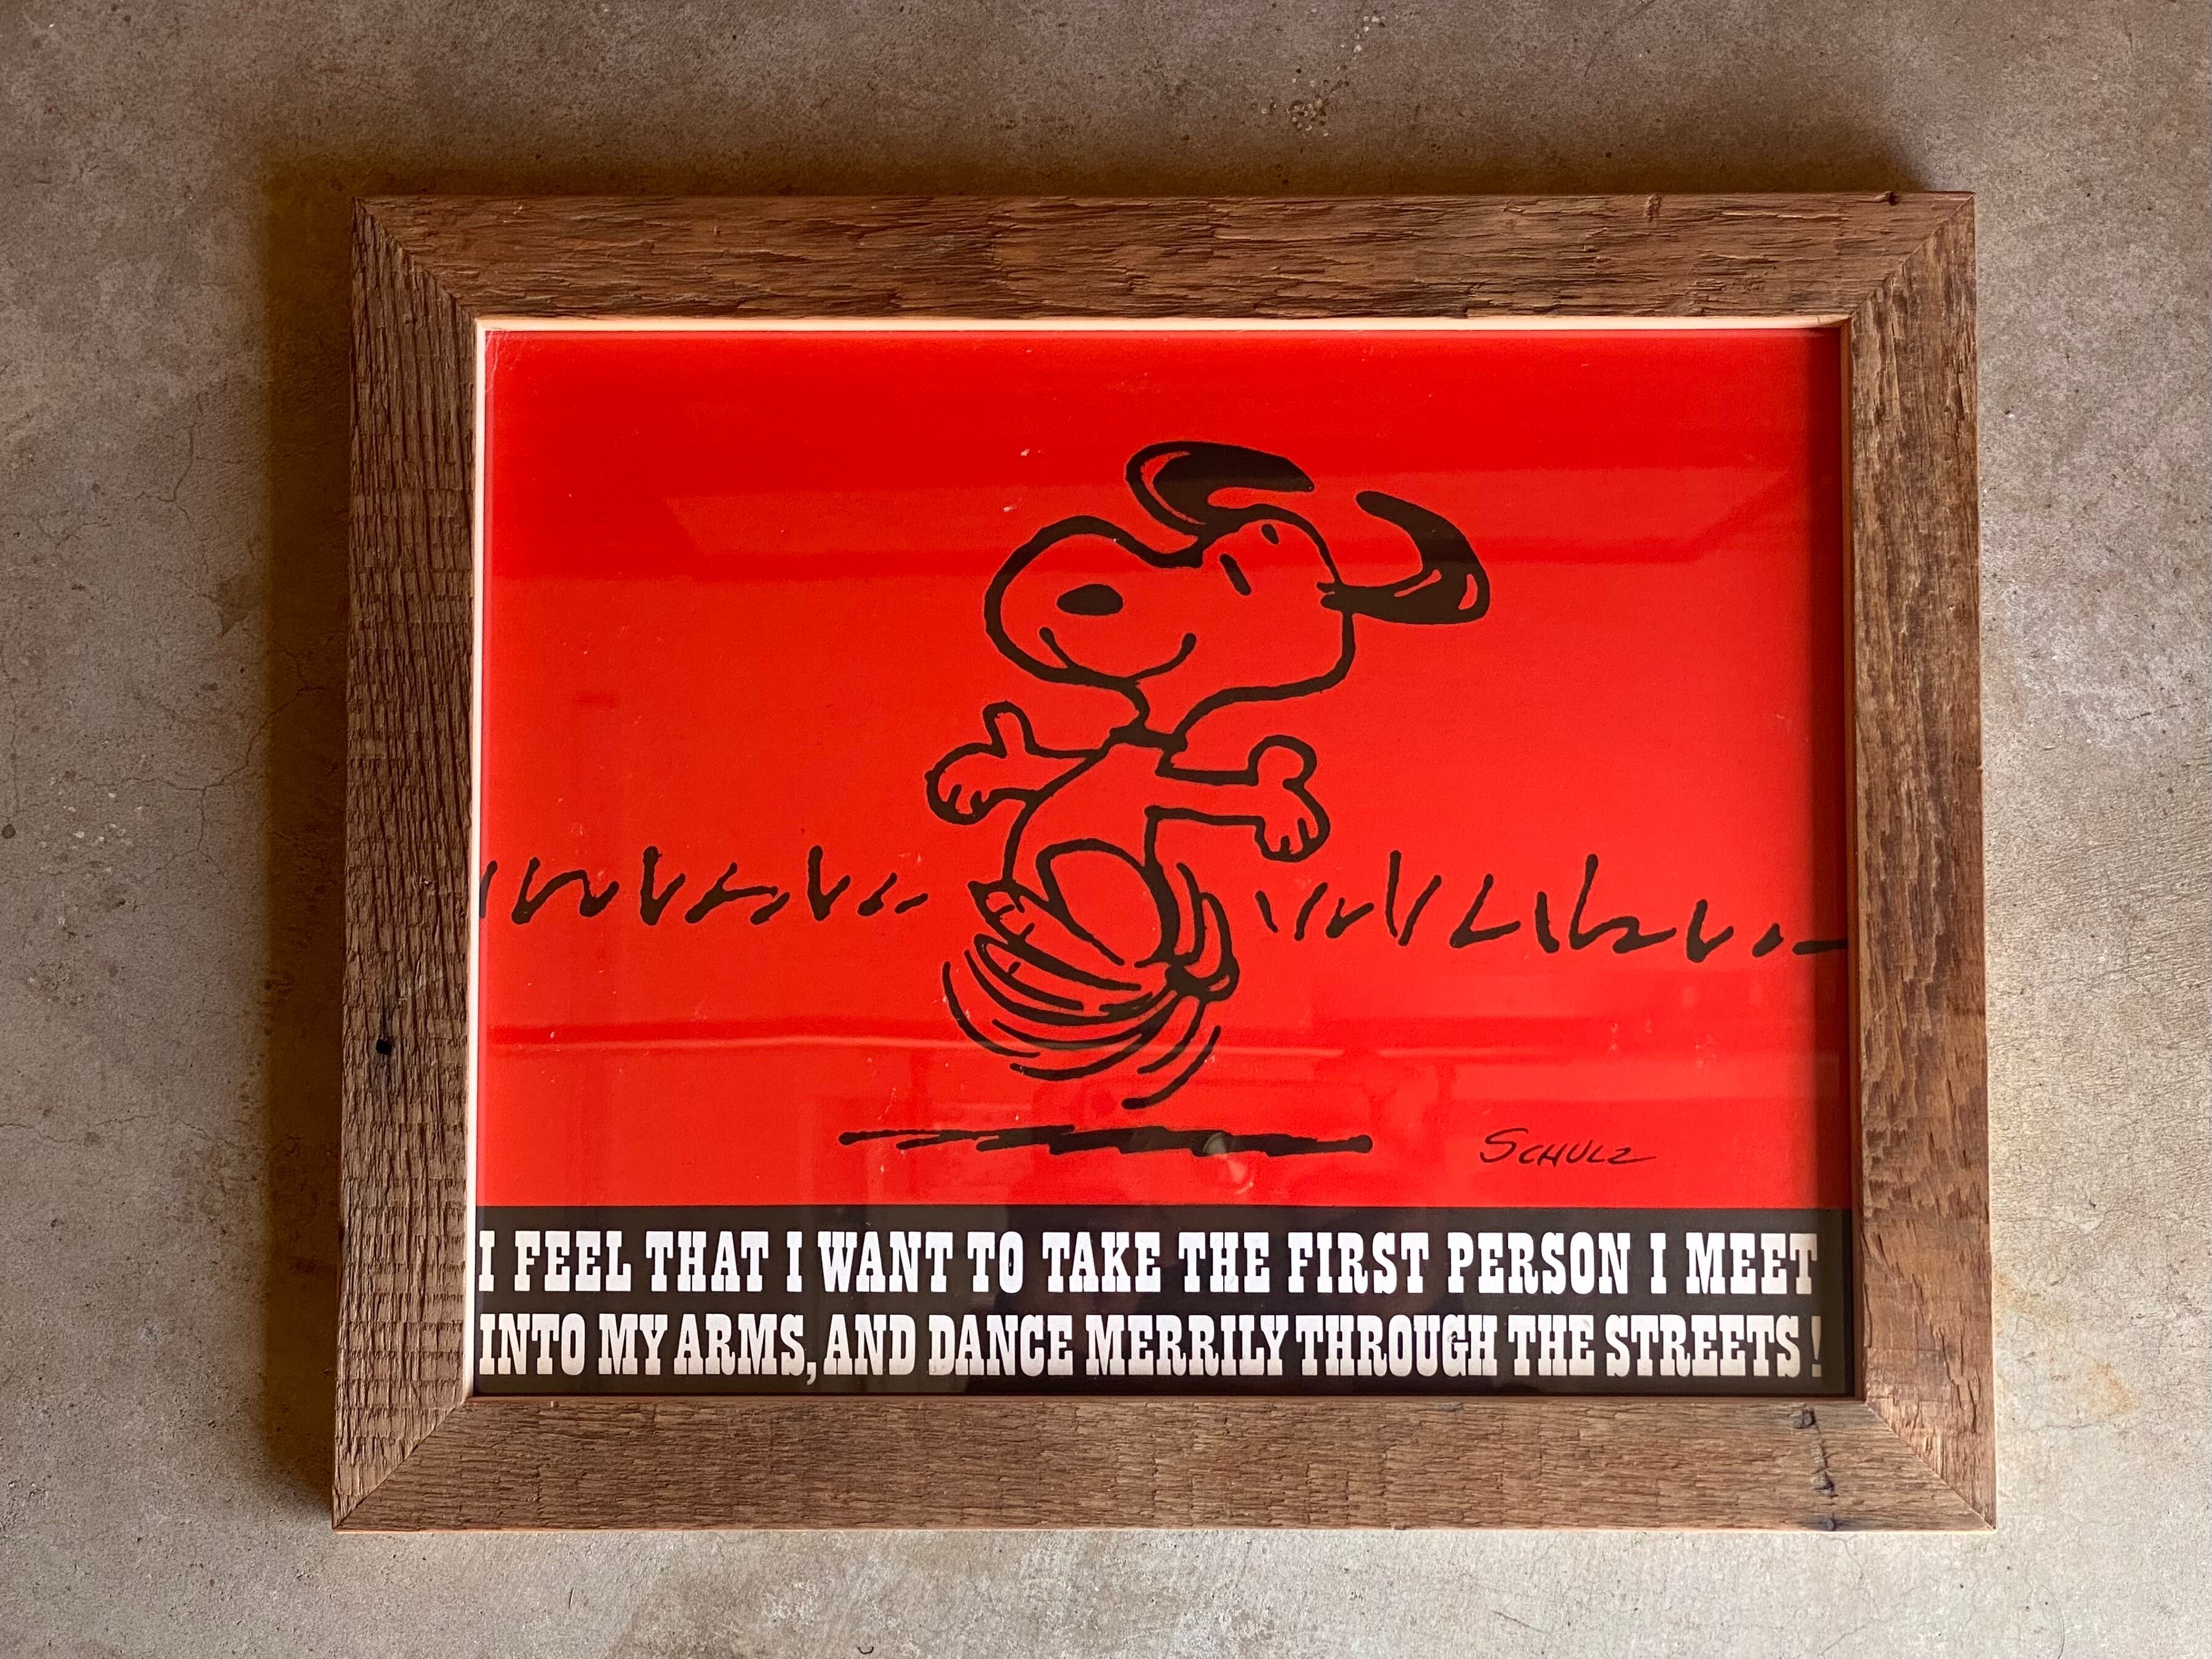 SCHULZ
I FEEL THAT I WANT TO TAKE THE FIRST PERSON I MEET
INTO MY ARMS, AND DANCE MERRILY THROUGH THE STREETS!